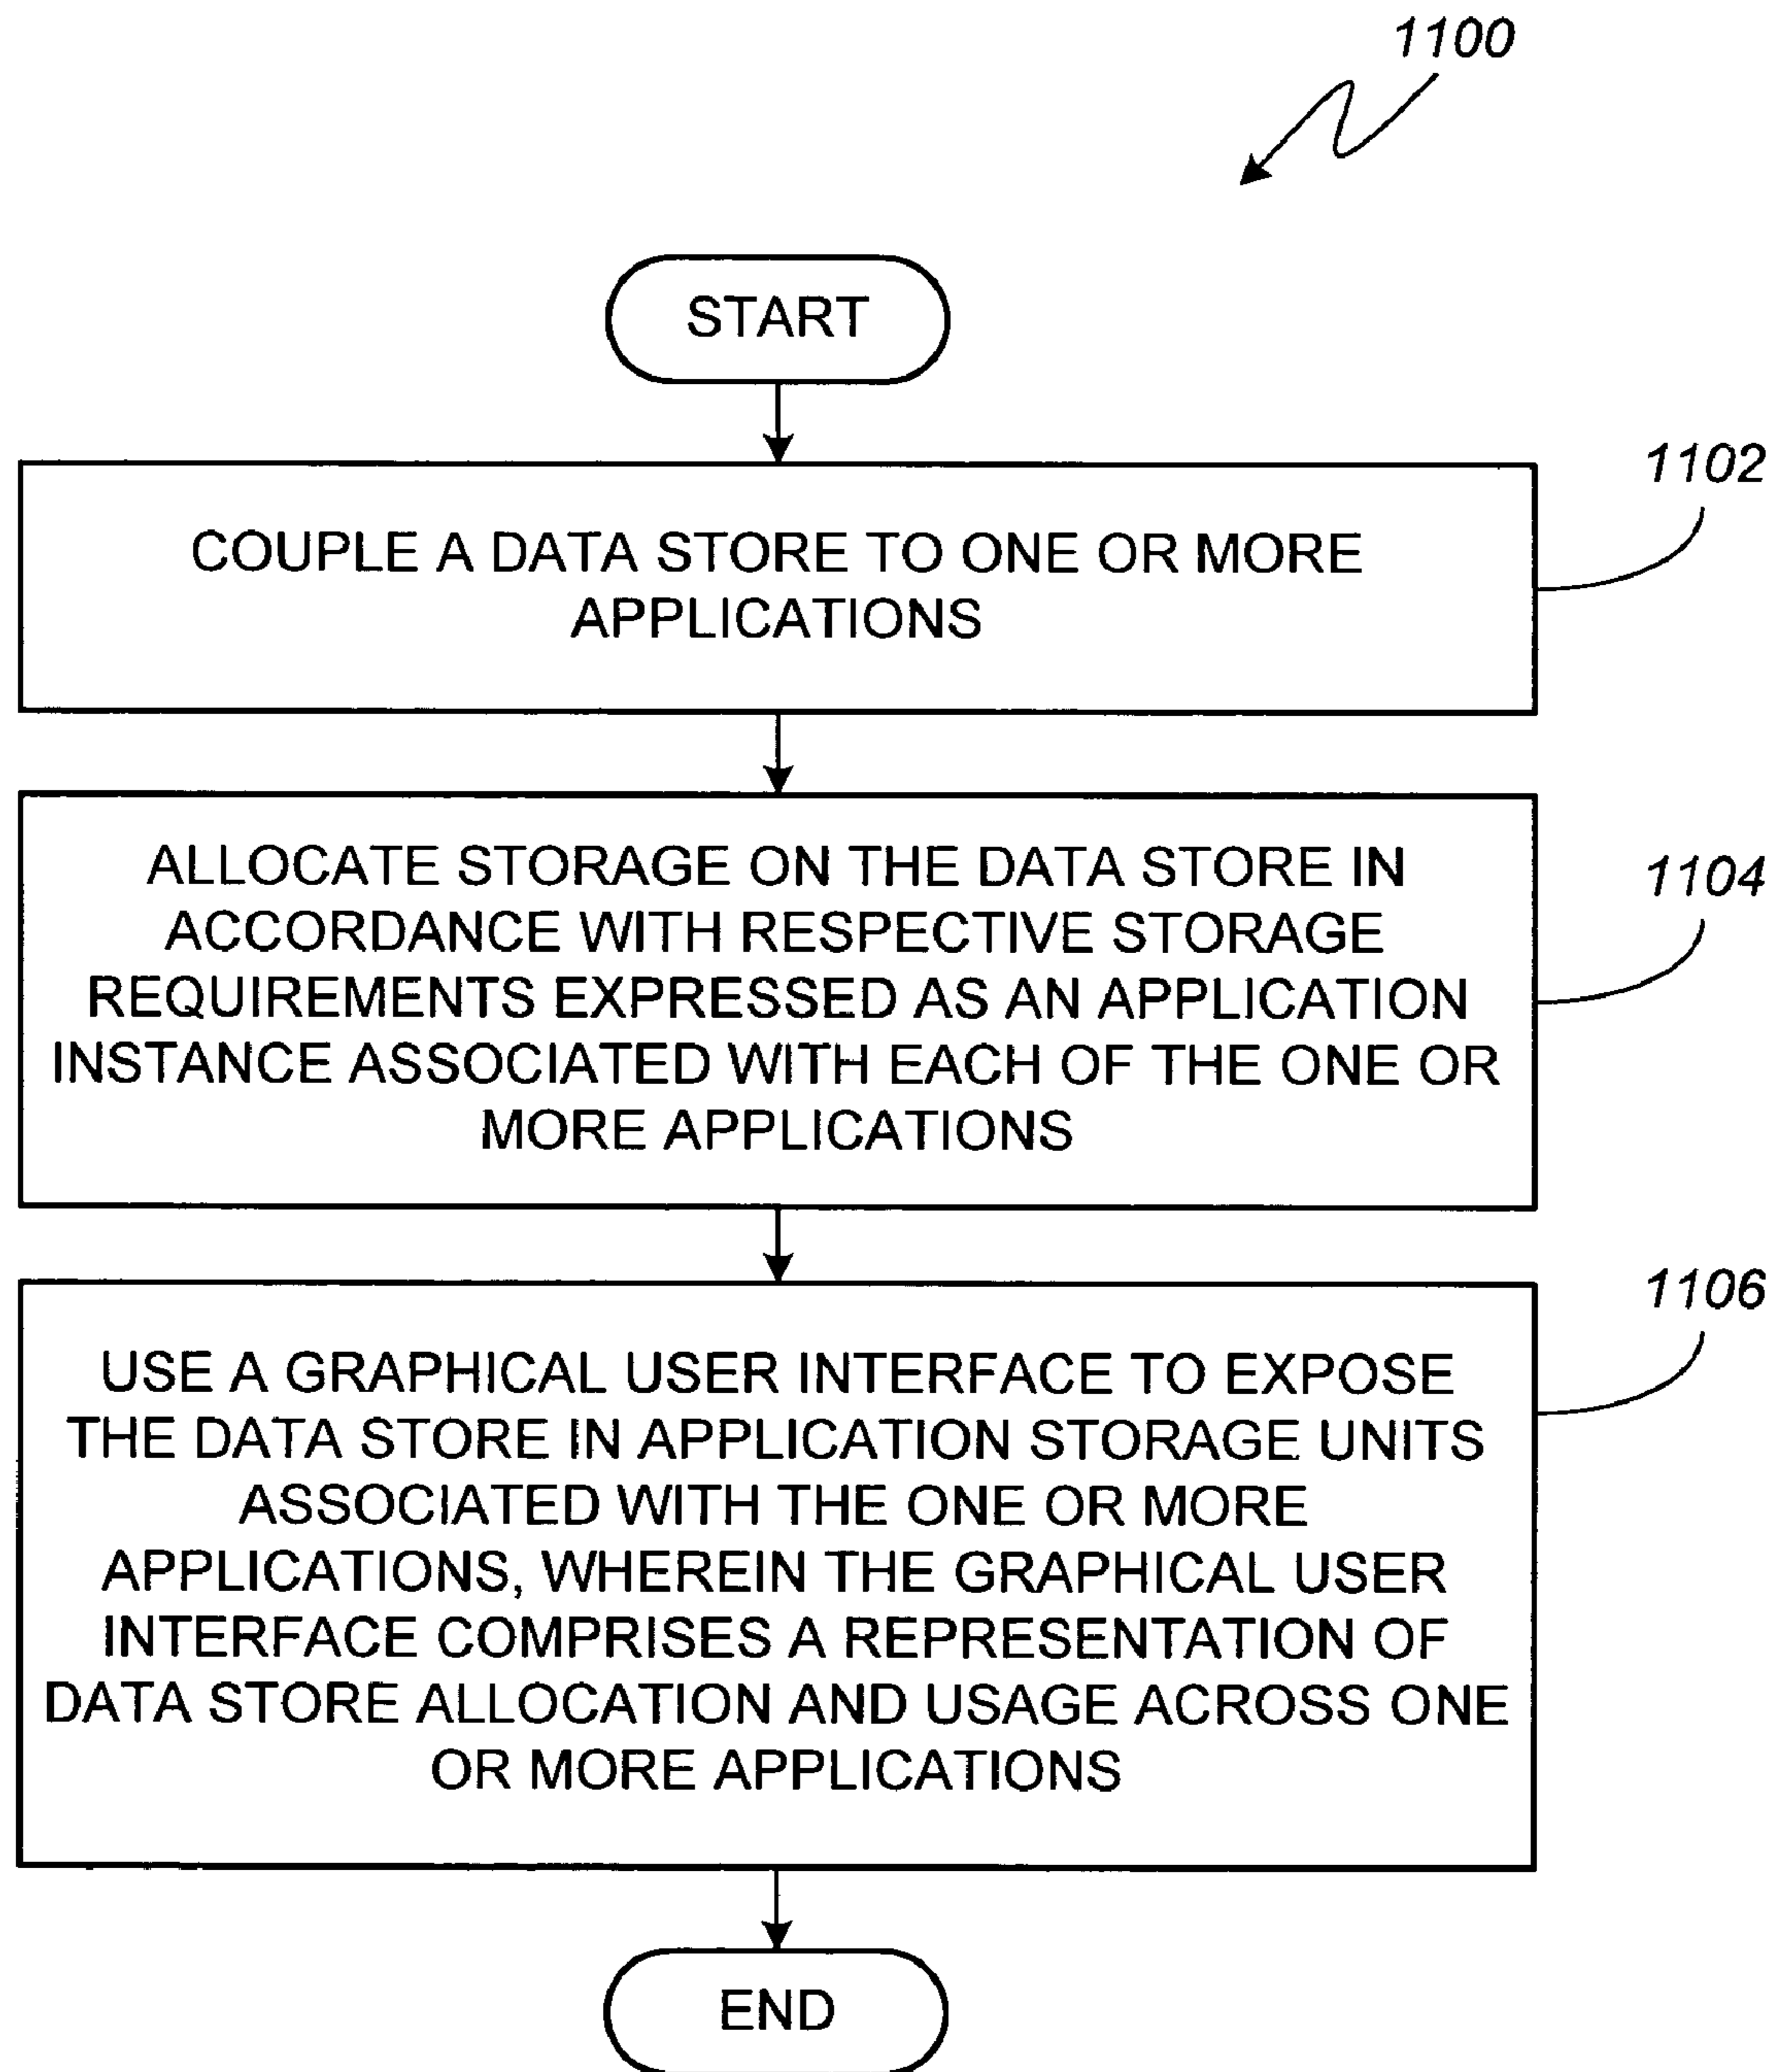 1100
START
1102
COUPLE A DATA STORE TO ONE OR MORE
APPLICATIONS
1104
ALLOCATE STORAGE ON THE DATA STORE IN
ACCORDANCE WITH RESPECTIVE STORAGE
REQUIREMENTS EXPRESSED AS AN APPLICATION
INSTANCE ASSOCIATED WITH EACH OF THE ONE OR
MORE APPLICATIONS
1106
USE A GRAPHICAL USER INTERFACE TO EXPOSE
THE DATA STORE IN APPLICATION STORAGE UNITS
ASSOCIATED WITH THE ONE OR MORE
APPLICATIONS, WHEREIN THE GRAPHICAL USER
INTERFACE COMPRISES A REPRESENTATION OF
DATA STORE ALLOCATION AND USAGE ACROSS ONE
OR MORE APPLICATIONS
END